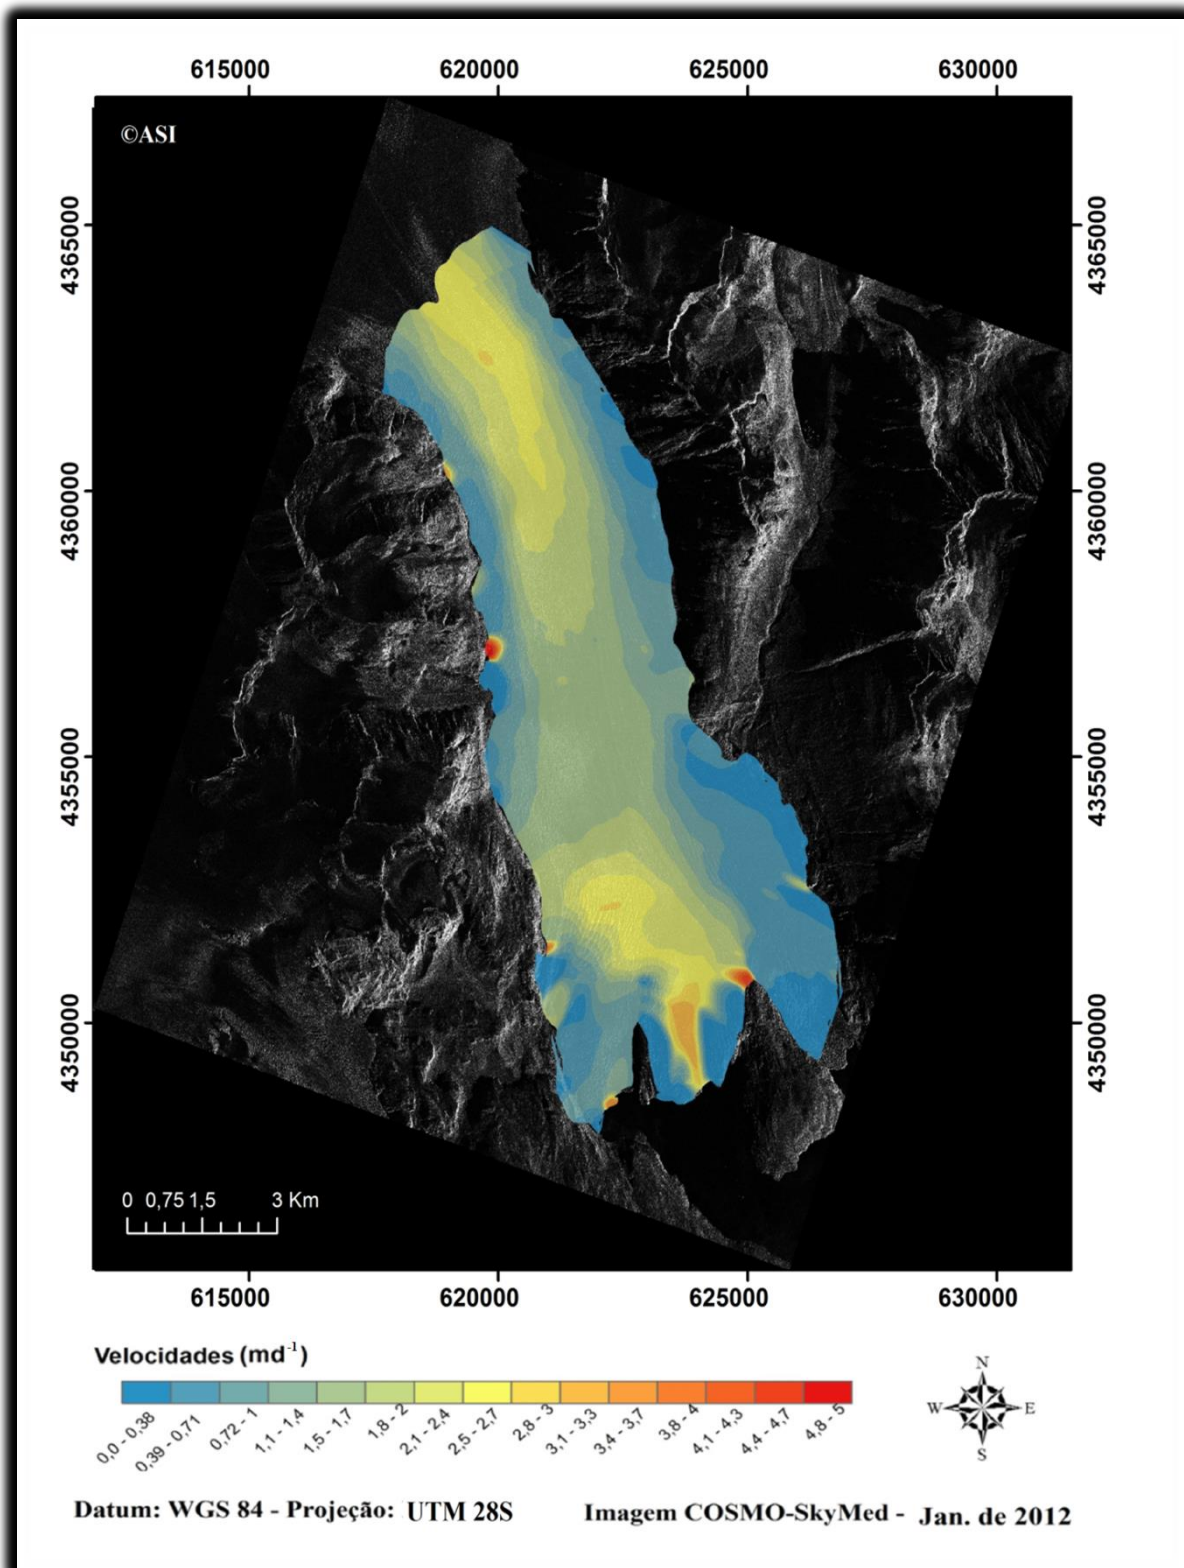 615000 620000 625000 630000
©ASI
4365000 4365000
4360000 4360000
4355000 4355000
4350000 4350000
0 0,75 1,5 3 Km
615000 620000 625000 630000
Velocidades (md-1)
0,0 - 0,38 0,39 - 0,71 0,72 - 1 1,1 - 1,4 1,5 - 1,7 1,8 - 2 2,1 - 2,4 2,5 - 2,7 2,8 - 3 3,1 - 3,3 3,4 - 3,7 3,8 - 4 4,1 - 4,3 4,4 - 4,7 4,8 - 5
N
W E
S
Datum: WGS 84 - Projeção: UTM 28S Imagem COSMO-SkyMed - Jan. de 2012